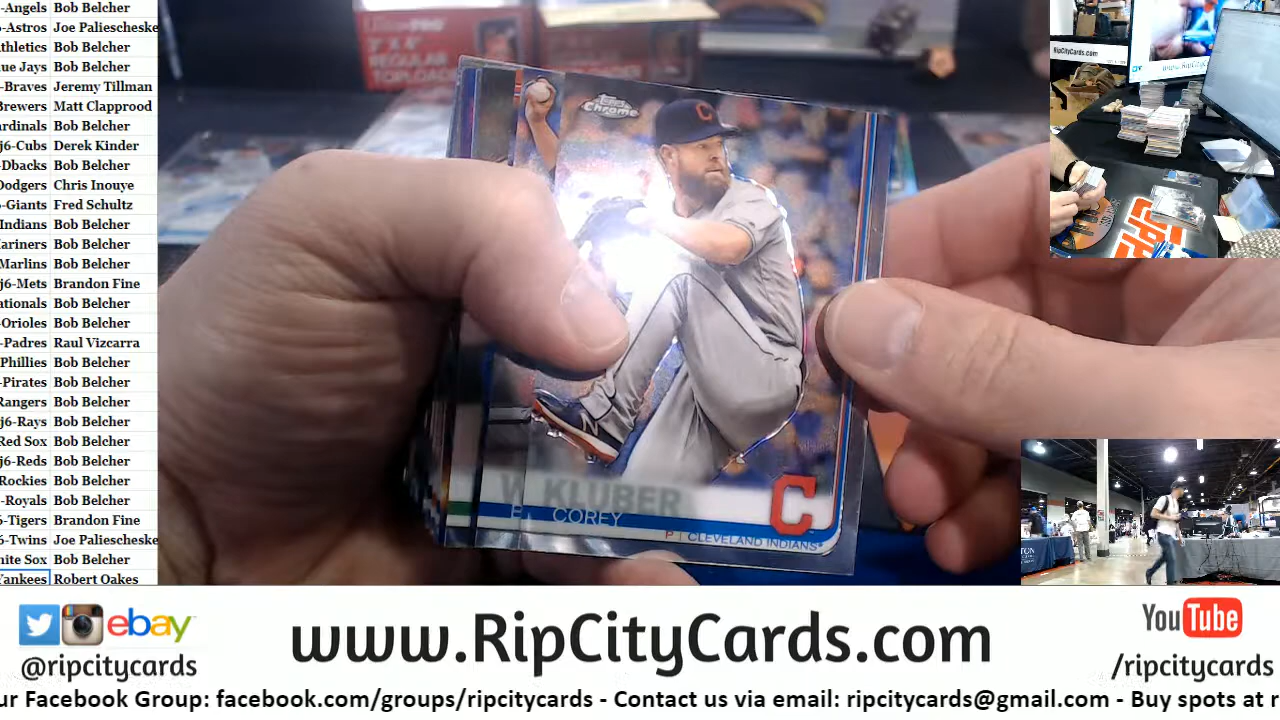 -Angels Bob Belcher
-Astros Joe Paliescheske
thletics Bob Belcher
ue Jays Bob Belcher
-Braves Jeremy Tillman
Brewers Matt Clapprood
ardinals Bob Belcher
j6-Cubs Derek Kinder
-Dbacks Bob Belcher
Dodgers Chris Inouye
-Giants Fred Schultz
Indians Bob Belcher
ariners Bob Belcher
Marlins Bob Belcher
j6-Mets Brandon Fine
ationals Bob Belcher
-Orioles Bob Belcher
-Padres Raul Vizcarra
Phillies Bob Belcher
-Pirates Bob Belcher
Rangers Bob Belcher
j6-Rays Bob Belcher
Red Sox Bob Belcher
j6-Reds Bob Belcher
Rockies Bob Belcher
-Royals Bob Belcher
6-Tigers Brandon Fine
6-Twins Joe Paliescheske
hite Sox Bob Belcher
Yankees Robert Oakes
Topps
Chrome
C
KLUBER
COREY
C
P | CLEVELAND INDIANS
RipCityCards.com
ebay
@ripcitycards
www.RipCityCards.com
YouTube
/ripcitycards
ur Facebook Group: facebook.com/groups/ripcitycards - Contact us via email: ripcitycards@gmail.com - Buy spots at r